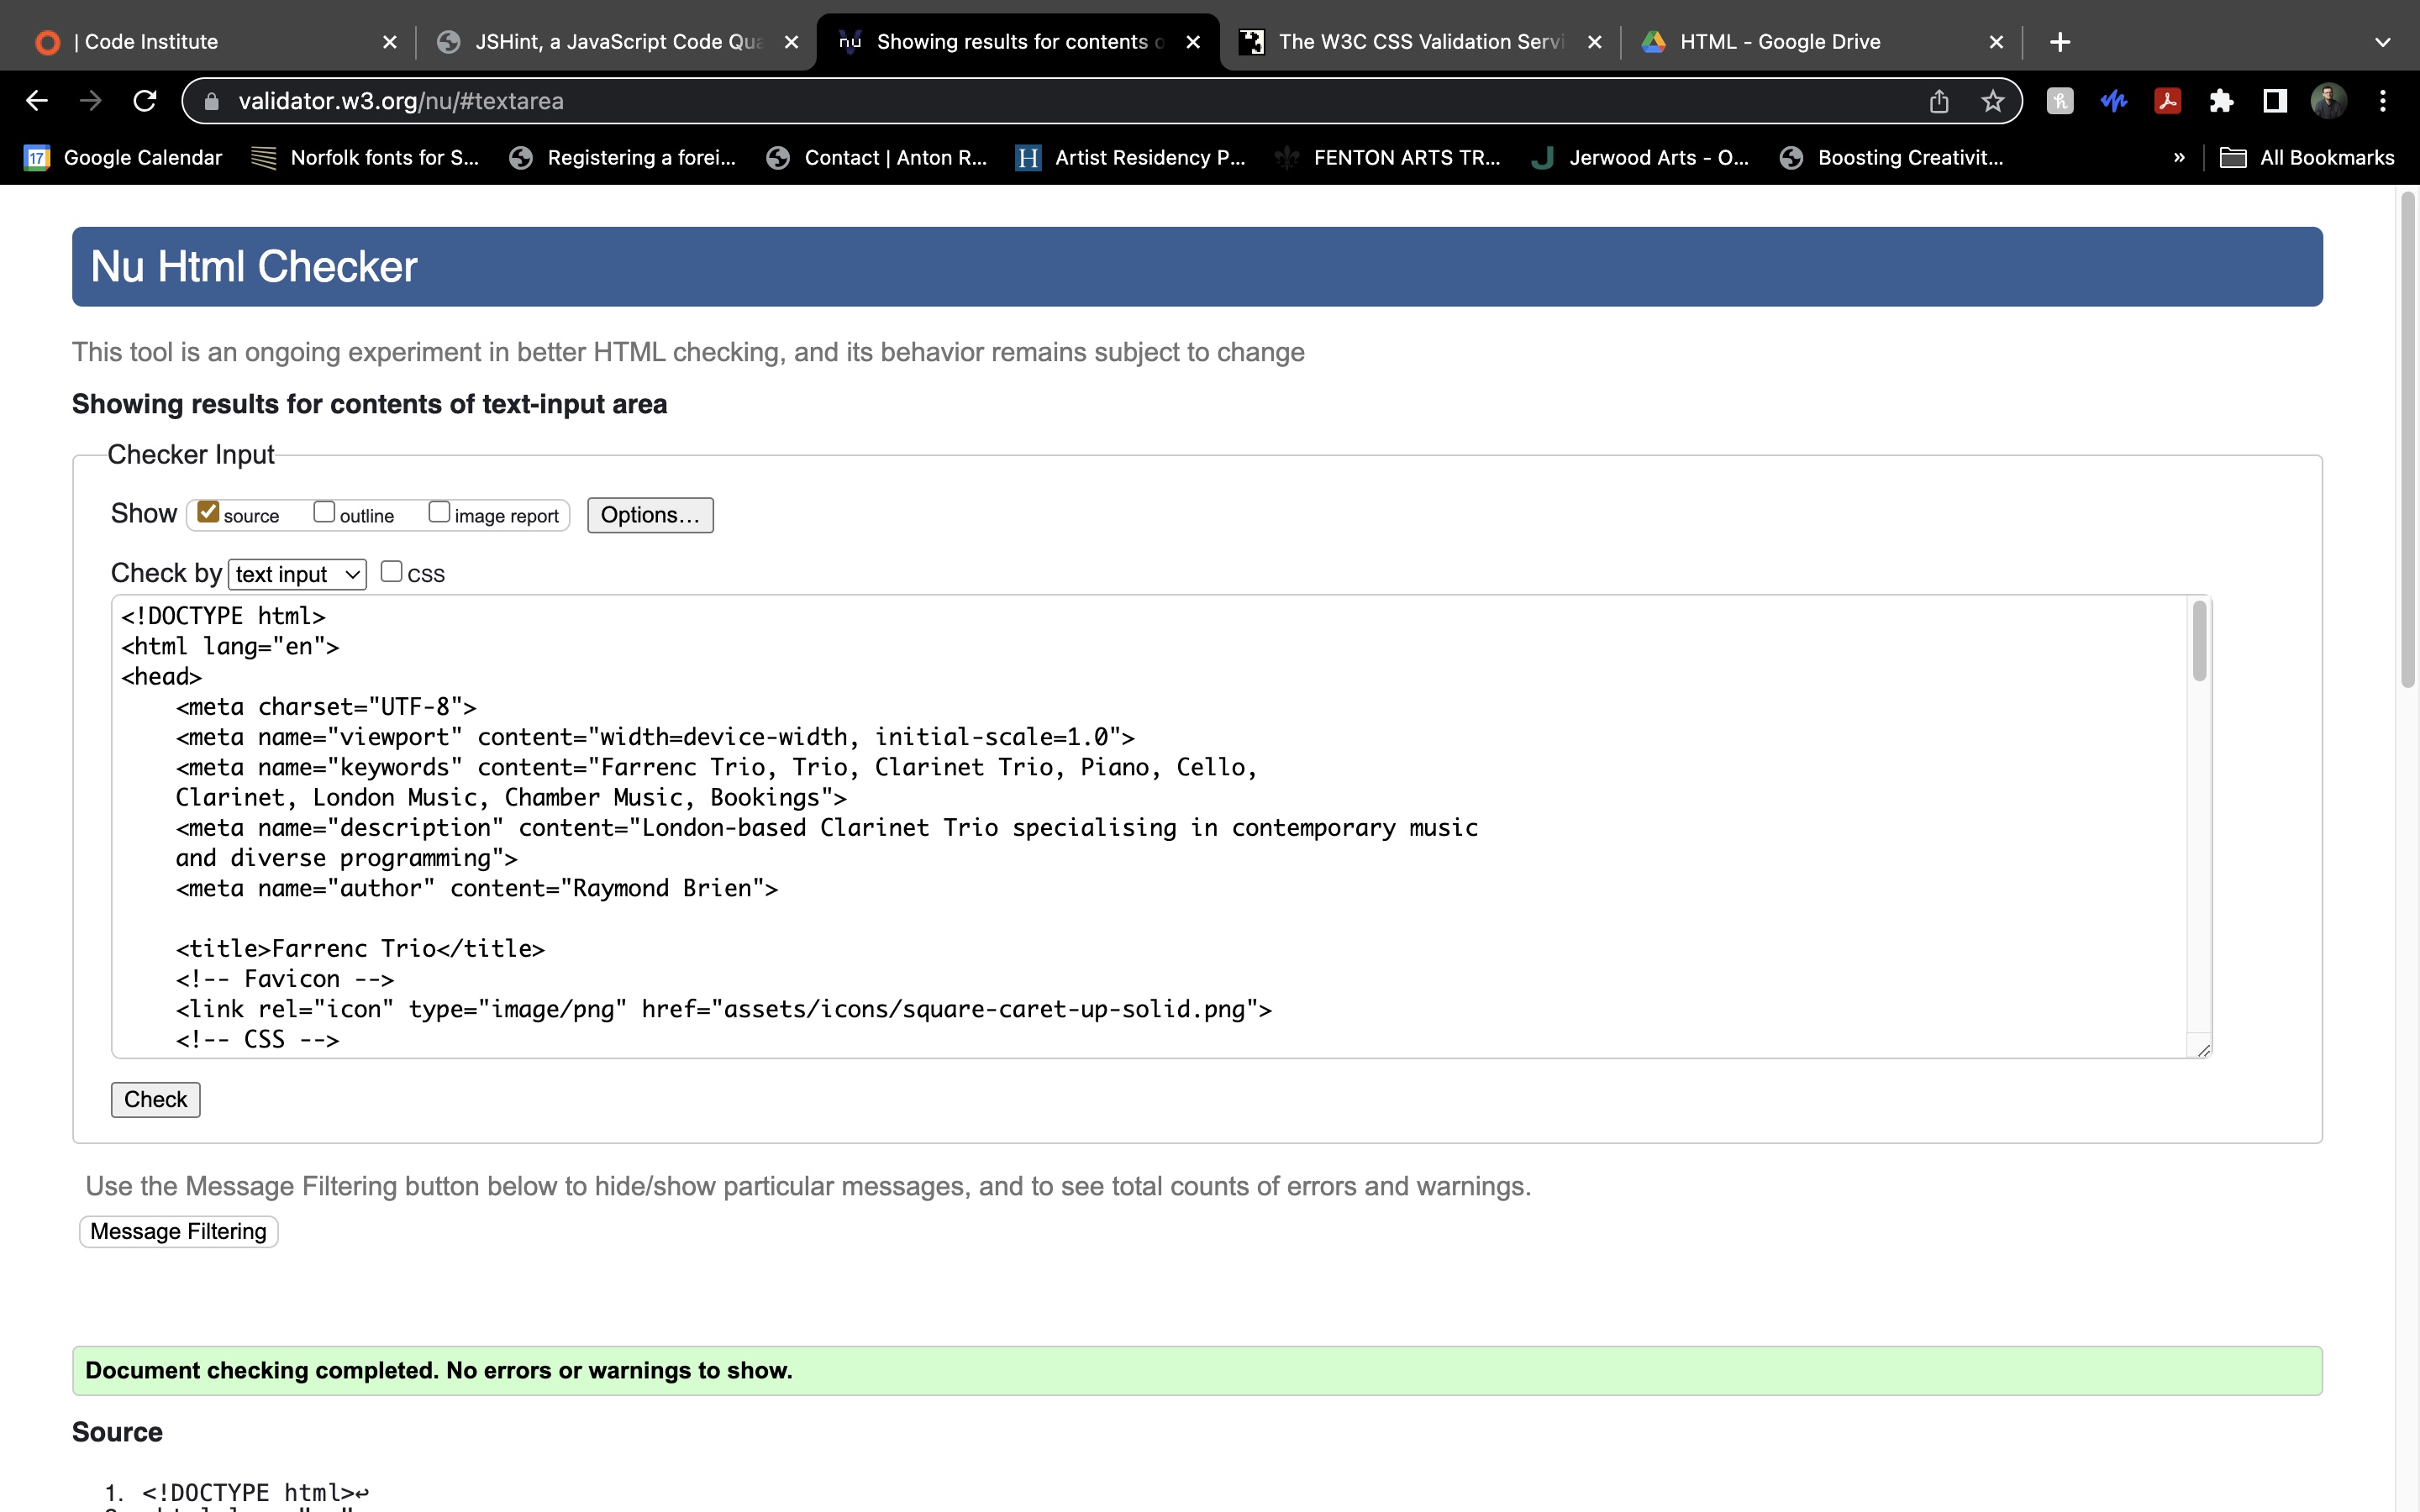 | Code Institute
JSHint, a JavaScript Code Qua
Showing results for contents o
The W3C CSS Validation Servi
HTML - Google Drive
validator.w3.org/nu/#textarea
17 Google Calendar
Norfolk fonts for S...
Registering a forei...
Contact | Anton R...
H Artist Residency P...
FENTON ARTS TR...
Jerwood Arts - O...
Boosting Creativit...
»
All Bookmarks
Nu Html Checker
This tool is an ongoing experiment in better HTML checking, and its behavior remains subject to change
Showing results for contents of text-input area
Checker Input
Show source outline image report Options...
Check by text input CSS
<!DOCTYPE html>
<html lang="en">
<head>
<meta charset="UTF-8">
<meta name="viewport" content="width=device-width, initial-scale=1.0">
<meta name="keywords" content="Farrenc Trio, Trio, Clarinet Trio, Piano, Cello,
Clarinet, London Music, Chamber Music, Bookings">
<meta name="description" content="London-based Clarinet Trio specialising in contemporary music
and diverse programming">
<meta name="author" content="Raymond Brien">
<title>Farrenc Trio</title>
<!-- Favicon -->
<link rel="icon" type="image/png" href="assets/icons/square-caret-up-solid.png">
<!-- CSS -->
Check
Use the Message Filtering button below to hide/show particular messages, and to see total counts of errors and warnings.
Message Filtering
Document checking completed. No errors or warnings to show.
Source
1. <!DOCTYPE html>↩